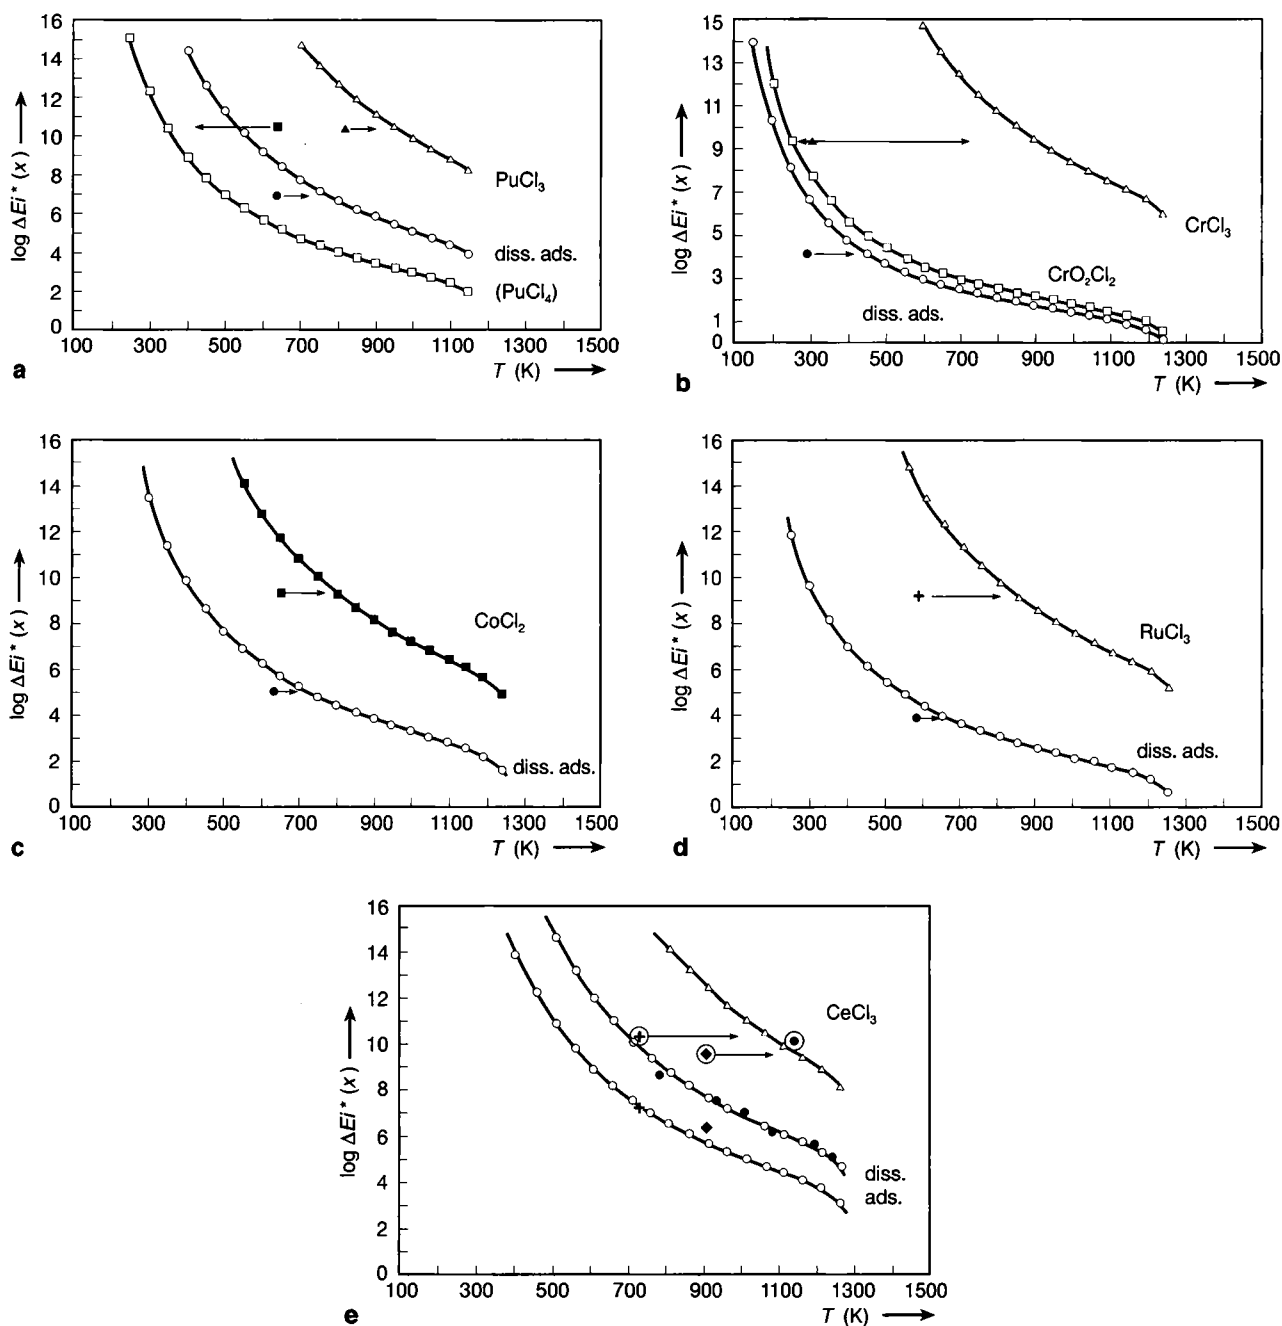 16
14
12
10
8
6
4
2
0
log ΔEi* (x)
PuCl₃
diss. ads.
(PuCl₄)
100 300 500 700 900 1100 1300 1500
T (K)
a
15
13
11
9
7
5
3
1
0
log ΔEi* (x)
CrCl₃
CrO₂Cl₂
diss. ads.
100 300 500 700 900 1100 1300 1500
T (K)
b
16
14
12
10
8
6
4
2
0
log ΔEi* (x)
CoCl₂
diss. ads.
100 300 500 700 900 1100 1300 1500
T (K)
c
16
14
12
10
8
6
4
2
0
log ΔEi* (x)
RuCl₃
diss. ads.
100 300 500 700 900 1100 1300 1500
T (K)
d
16
14
12
10
8
6
4
2
0
log ΔEi* (x)
CeCl₃
diss.
ads.
100 300 500 700 900 1100 1300 1500
T (K)
e